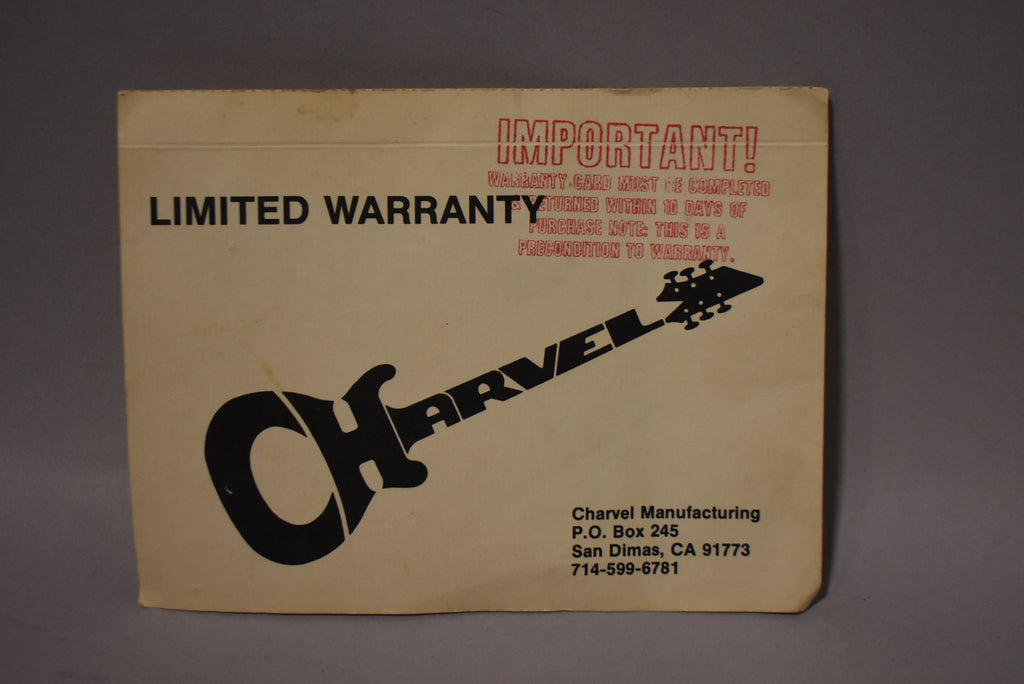 IMPORTANT!
WARRANTY CARD MUST BE COMPLETED
& RETURNED WITHIN 10 DAYS OF
PURCHASE NOTE: THIS IS A
PRECONDITION TO WARRANTY.
LIMITED WARRANTY
CHARVEL
Charvel Manufacturing
P.O. Box 245
San Dimas, CA 91773
714-599-6781